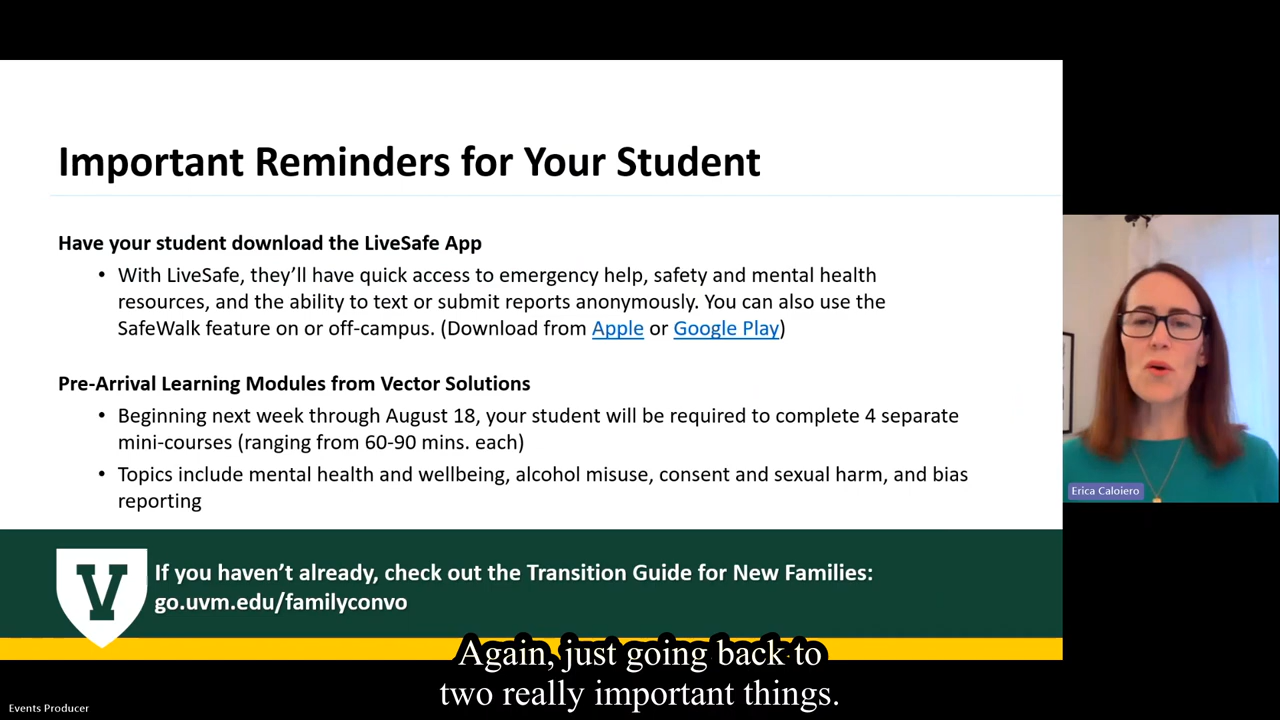 Important Reminders for Your Student
Have your student download the LiveSafe App
• With LiveSafe, they’ll have quick access to emergency help, safety and mental health
resources, and the ability to text or submit reports anonymously. You can also use the
SafeWalk feature on or off-campus. (Download from Apple or Google Play)
Pre-Arrival Learning Modules from Vector Solutions
• Beginning next week through August 18, your student will be required to complete 4 separate
mini-courses (ranging from 60-90 mins. each)
• Topics include mental health and wellbeing, alcohol misuse, consent and sexual harm, and bias
reporting
Erica Caloiero
V
If you haven’t already, check out the Transition Guide for New Families:
go.uvm.edu/familyconvo
Again, just going back to
two really important things.
Events Producer